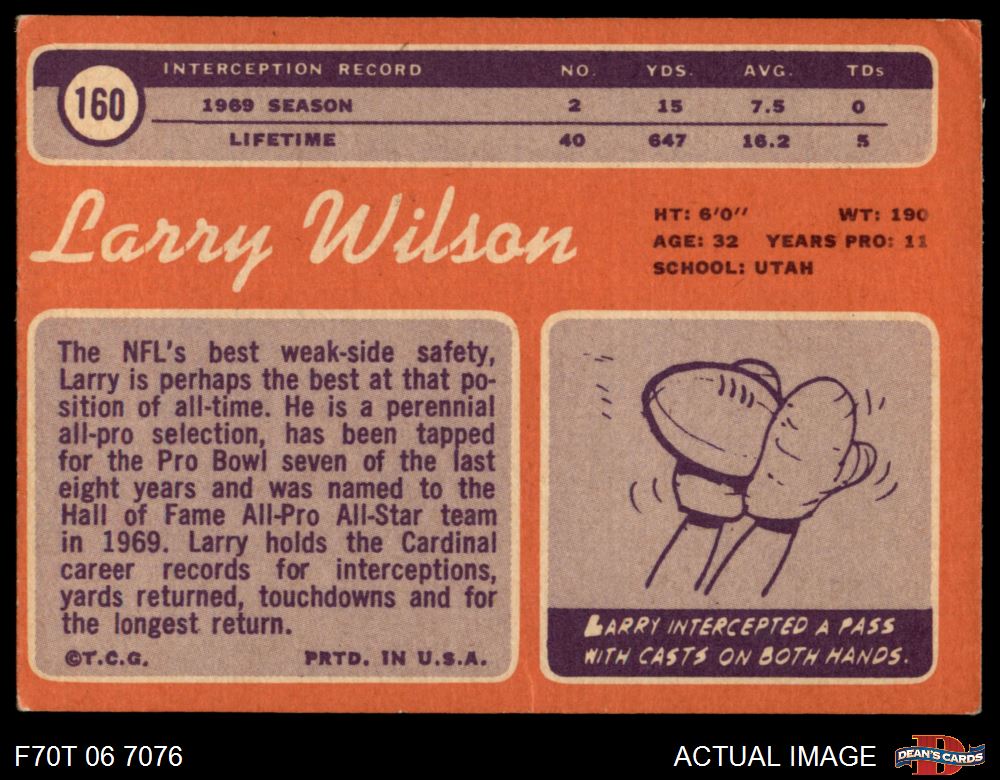 160
INTERCEPTION RECORD NO. YDS. AVG. TDs
1969 SEASON 2 15 7.5 0
LIFETIME 40 647 16.2 5
Larry Wilson
HT: 6'0" WT: 190
AGE: 32 YEARS PRO: 11
SCHOOL: UTAH
The NFL's best weak-side safety,
Larry is perhaps the best at that po-
sition of all-time. He is a perennial
all-pro selection, has been tapped
for the Pro Bowl seven of the last
eight years and was named to the
Hall of Fame All-Pro All-Star team
in 1969. Larry holds the Cardinal
career records for interceptions,
yards returned, touchdowns and for
the longest return.
©T.C.G. PRTD. IN U.S.A.
LARRY INTERCEPTED A PASS
WITH CASTS ON BOTH HANDS.
F70T 06 7076
ACTUAL IMAGE
D
DEAN'S CARDS